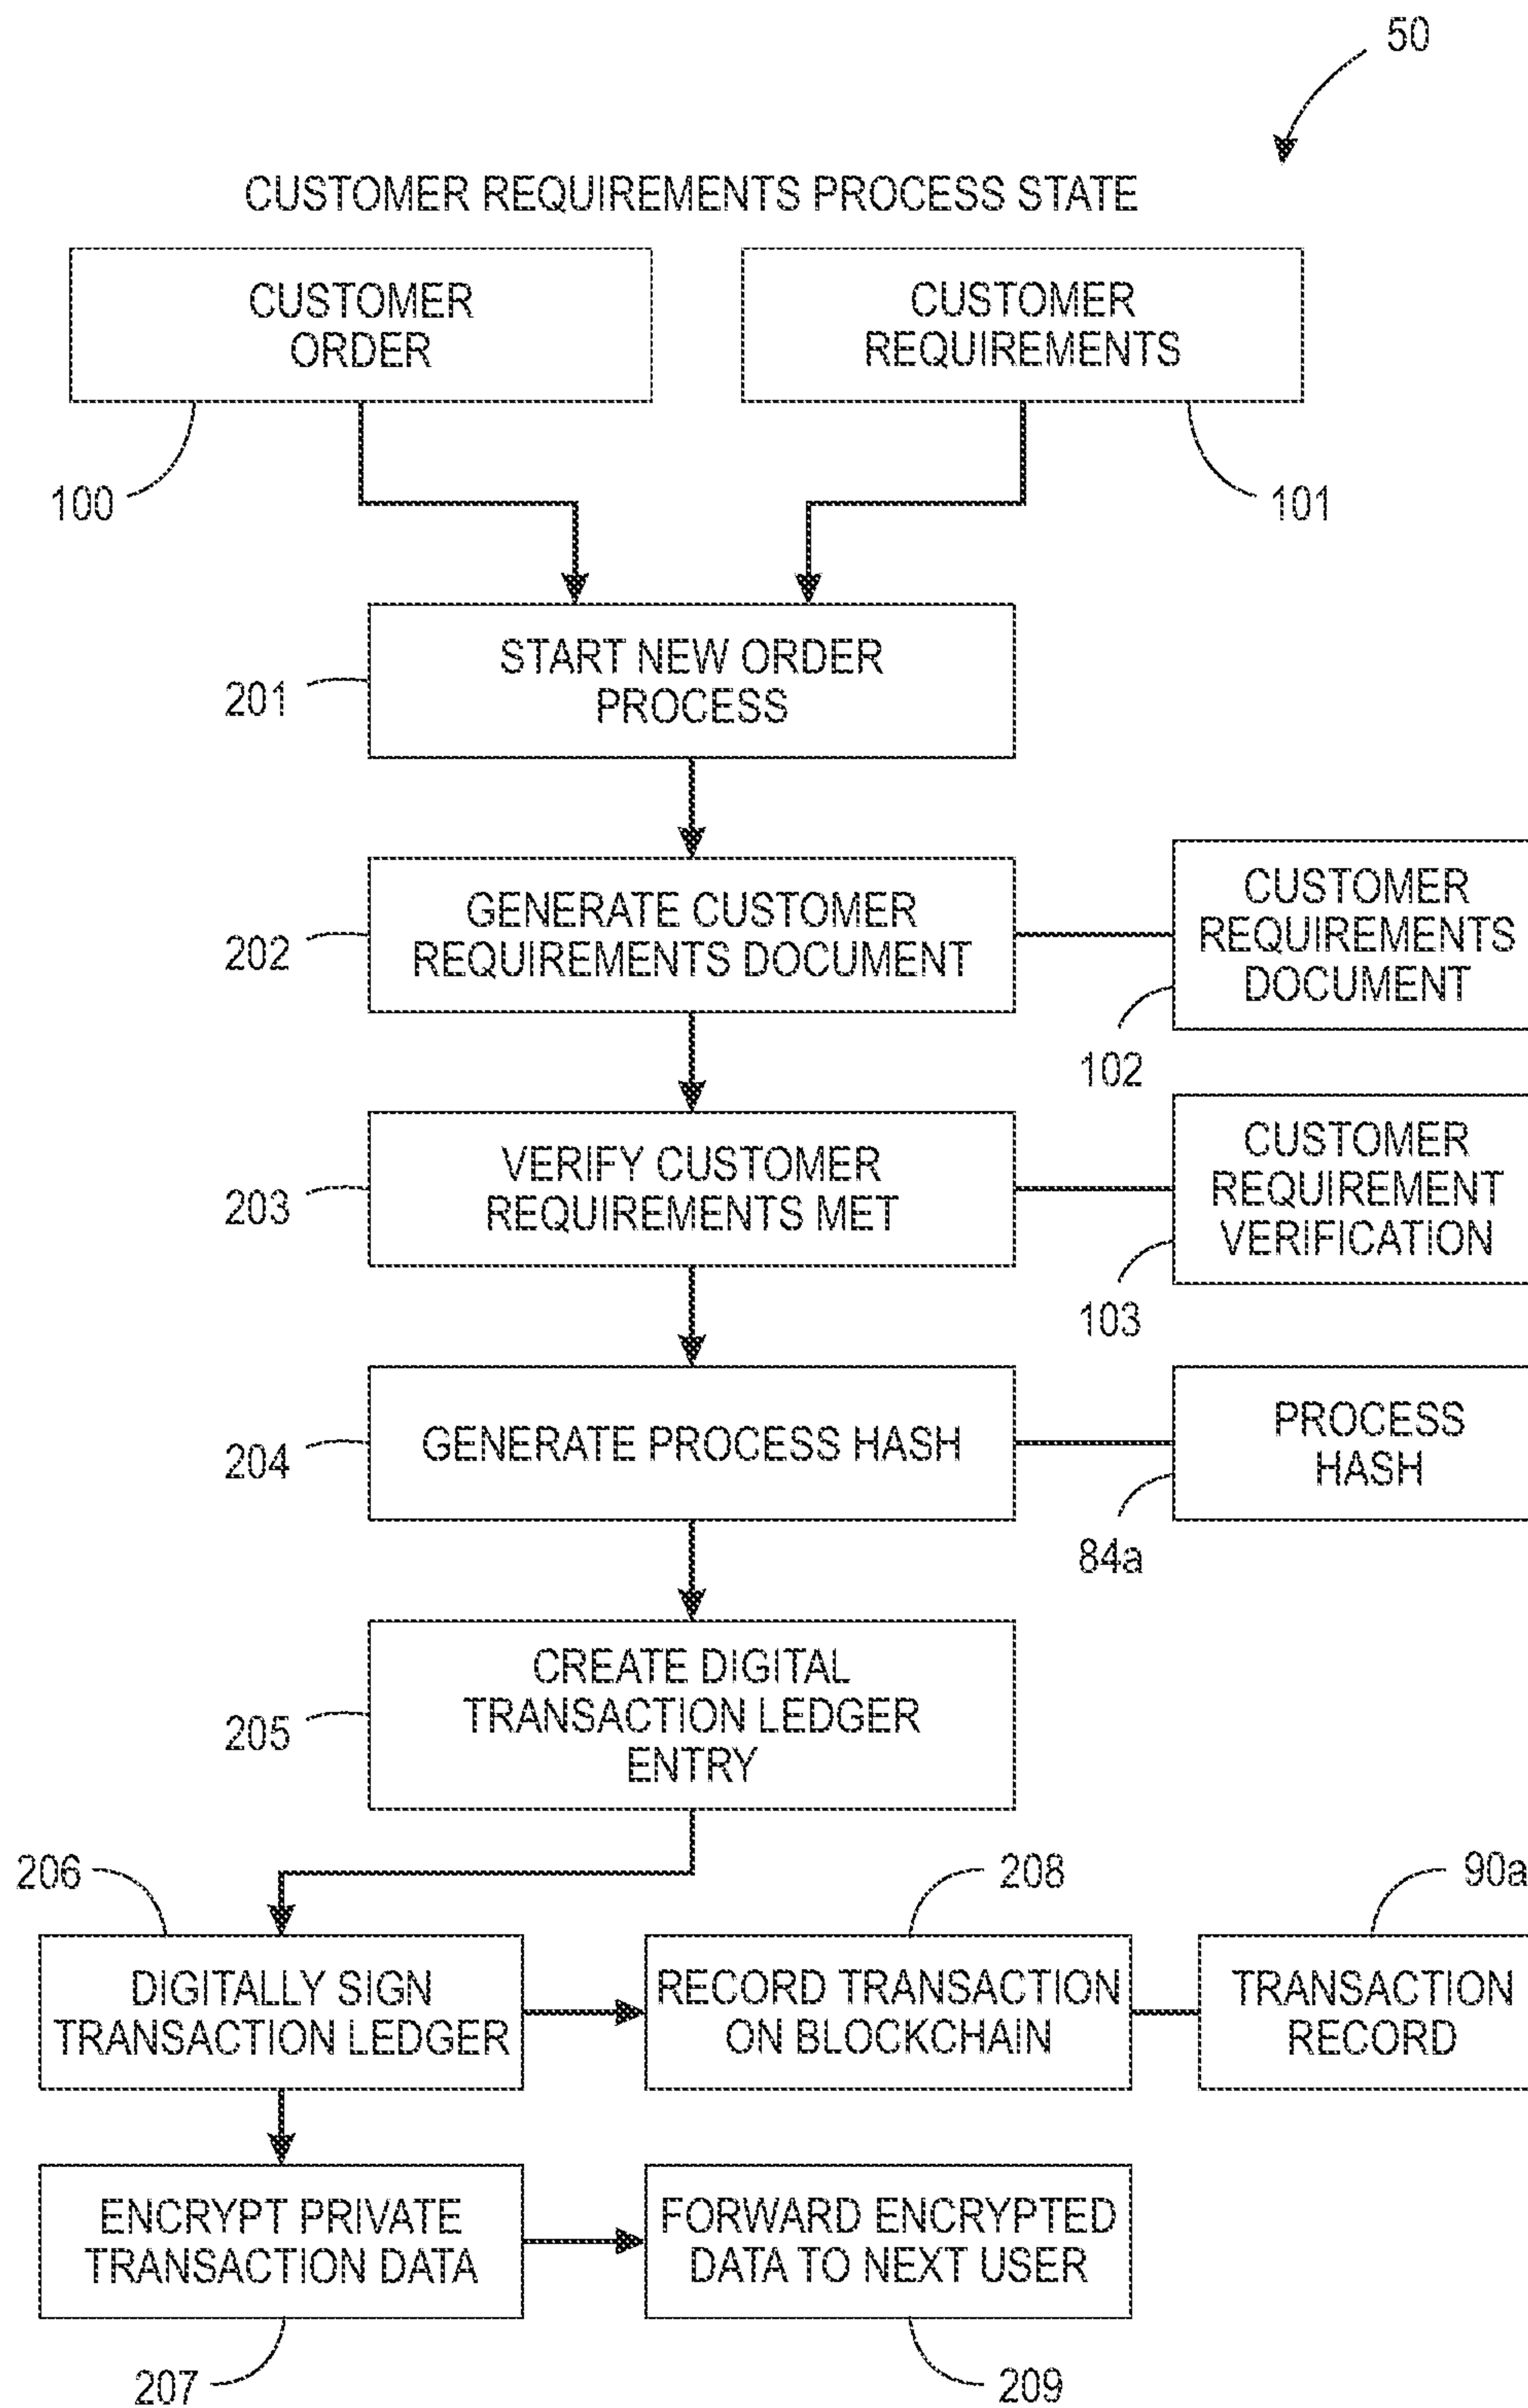 50
CUSTOMER REQUIREMENTS PROCESS STATE
CUSTOMER
ORDER
CUSTOMER
REQUIREMENTS
100
101
START NEW ORDER
PROCESS
201
GENERATE CUSTOMER
REQUIREMENTS DOCUMENT
202
CUSTOMER
REQUIREMENTS
DOCUMENT
102
VERIFY CUSTOMER
REQUIREMENTS MET
203
CUSTOMER
REQUIREMENT
VERIFICATION
103
GENERATE PROCESS HASH
204
PROCESS
HASH
84a
CREATE DIGITAL
TRANSACTION LEDGER
ENTRY
205
206
208
90a
DIGITALLY SIGN
TRANSACTION LEDGER
RECORD TRANSACTION
ON BLOCKCHAIN
TRANSACTION
RECORD
ENCRYPT PRIVATE
TRANSACTION DATA
FORWARD ENCRYPTED
DATA TO NEXT USER
207
209